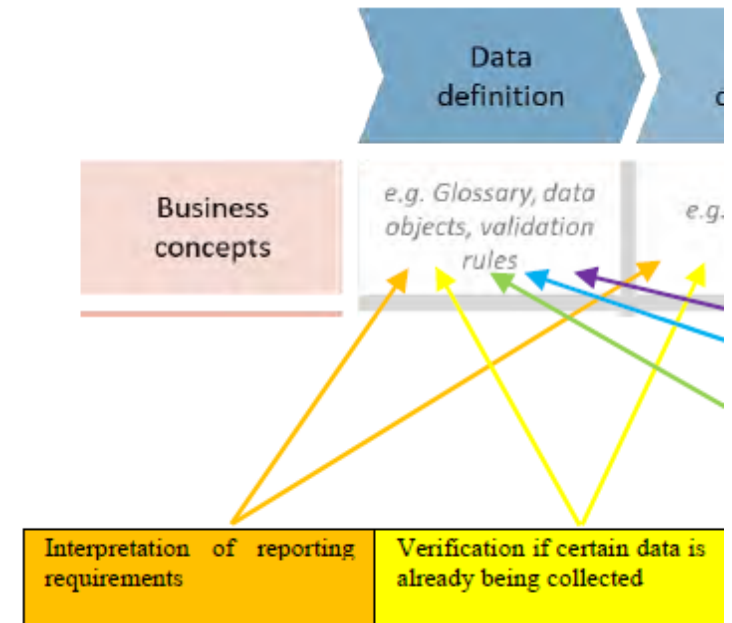 Data
definition
Business
concepts
e.g. Glossary, data
objects, validation
rules
e.g.
Interpretation of reporting
requirements
Verification if certain data is
already being collected